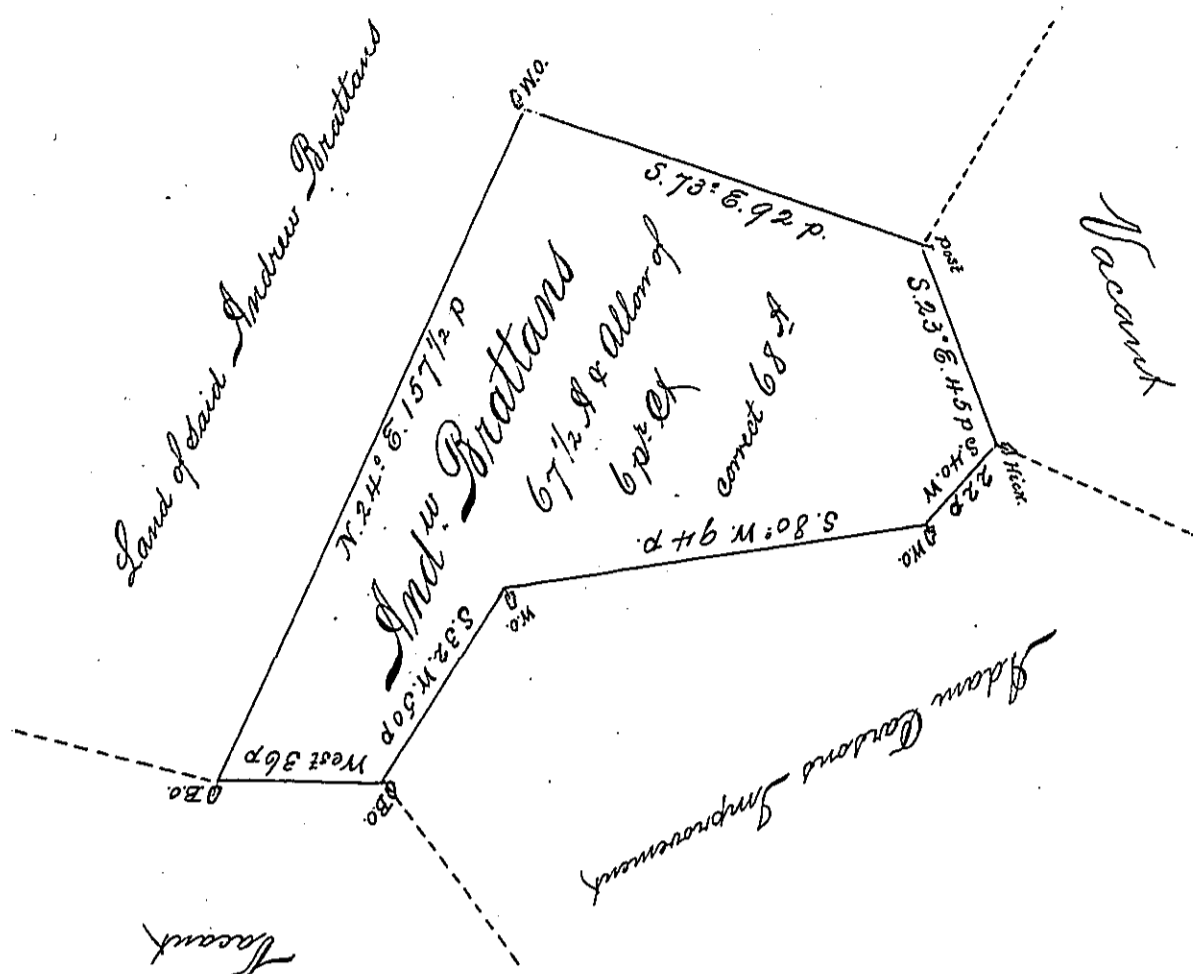 Land of Said Andrew Brattans
W.O.
S. 73° E. 92 p.
post
Vacant
N. 24° E. 157 1/2 p
And.w Brattans
67 1/2 A & Allow of
6 pr Ct
correct 68 A
S. 23° E. 45 p
Hick.
S. 40. W
22 p
W.O.
S. 80° W. 94 p.
W.O.
S. 32. W. 50 p
B.O.
West 36 p
B.O.
Adam Carsons Improvement
Vacant